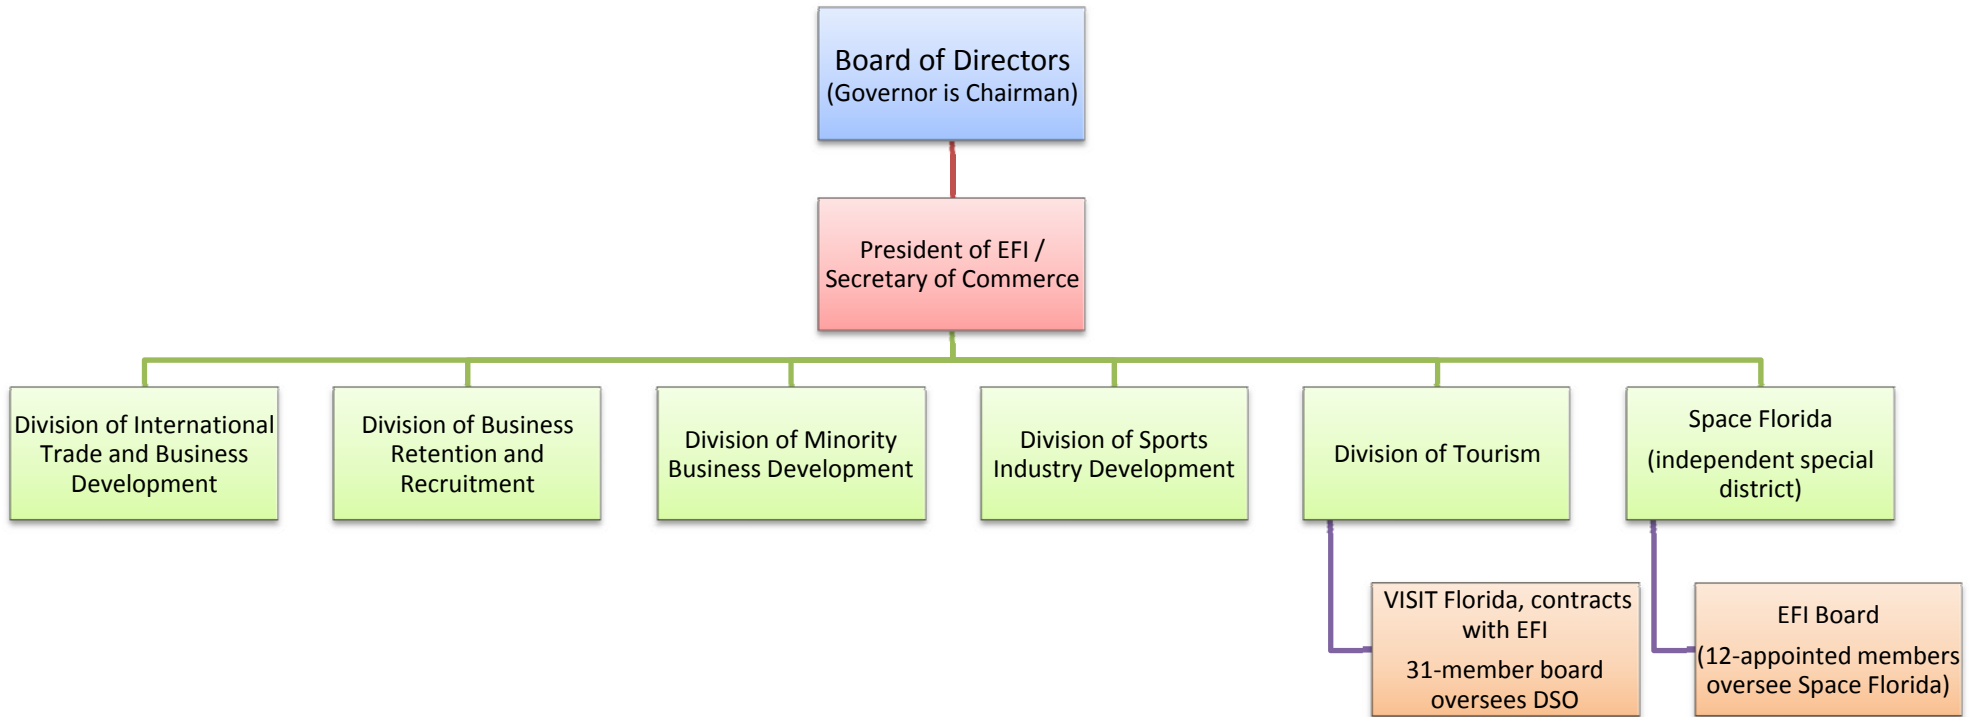 Board of Directors
(Governor is Chairman)
President of EFI /
Secretary of Commerce
Division of International
Trade and Business
Development
Division of Business
Retention and
Recruitment
Division of Minority
Business Development
Division of Sports
Industry Development
Division of Tourism
Space Florida
(independent special
district)
VISIT Florida, contracts
with EFI
31-member board
oversees DSO
EFI Board
(12-appointed members
oversee Space Florida)